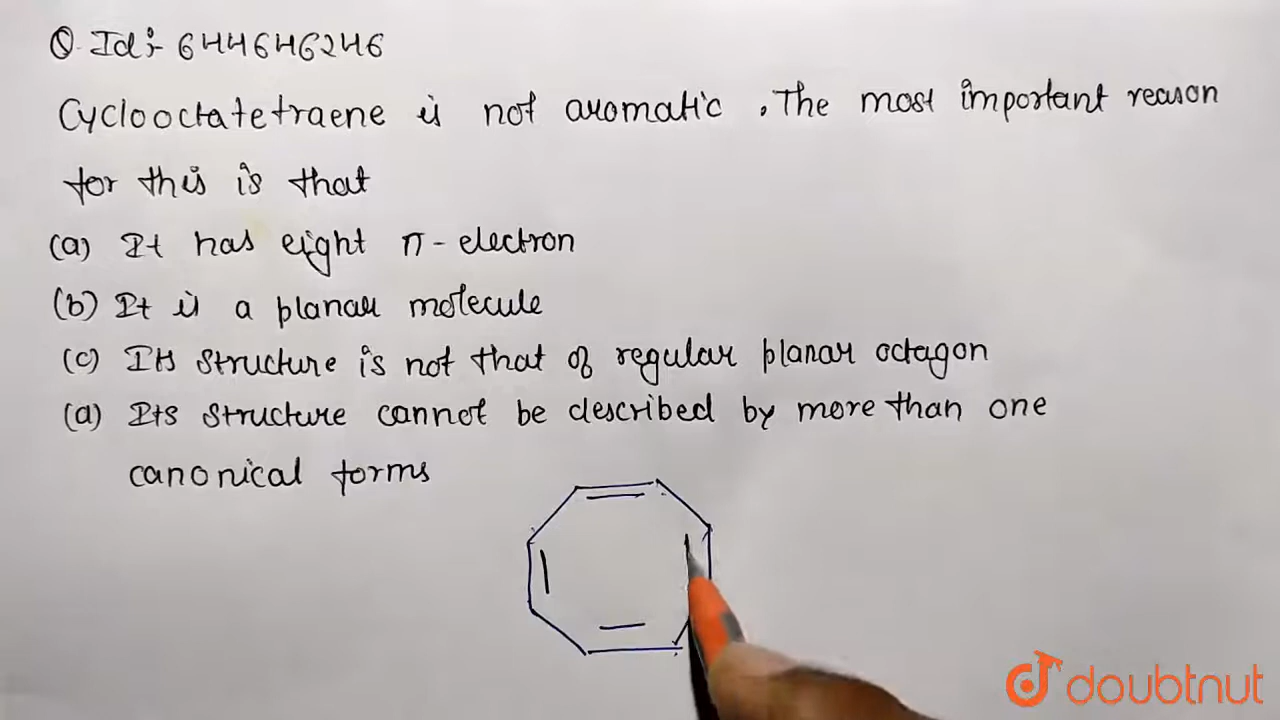 Q. Id:- 644646246
Cyclooctatetraene is not aromatic. The most important reason
for this is that
(a) It has eight π-electron
(b) It is a planar molecule
(c) Its structure is not that of regular planar octagon
(a) Its structure cannot be described by more than one
canonical forms
doubtnut